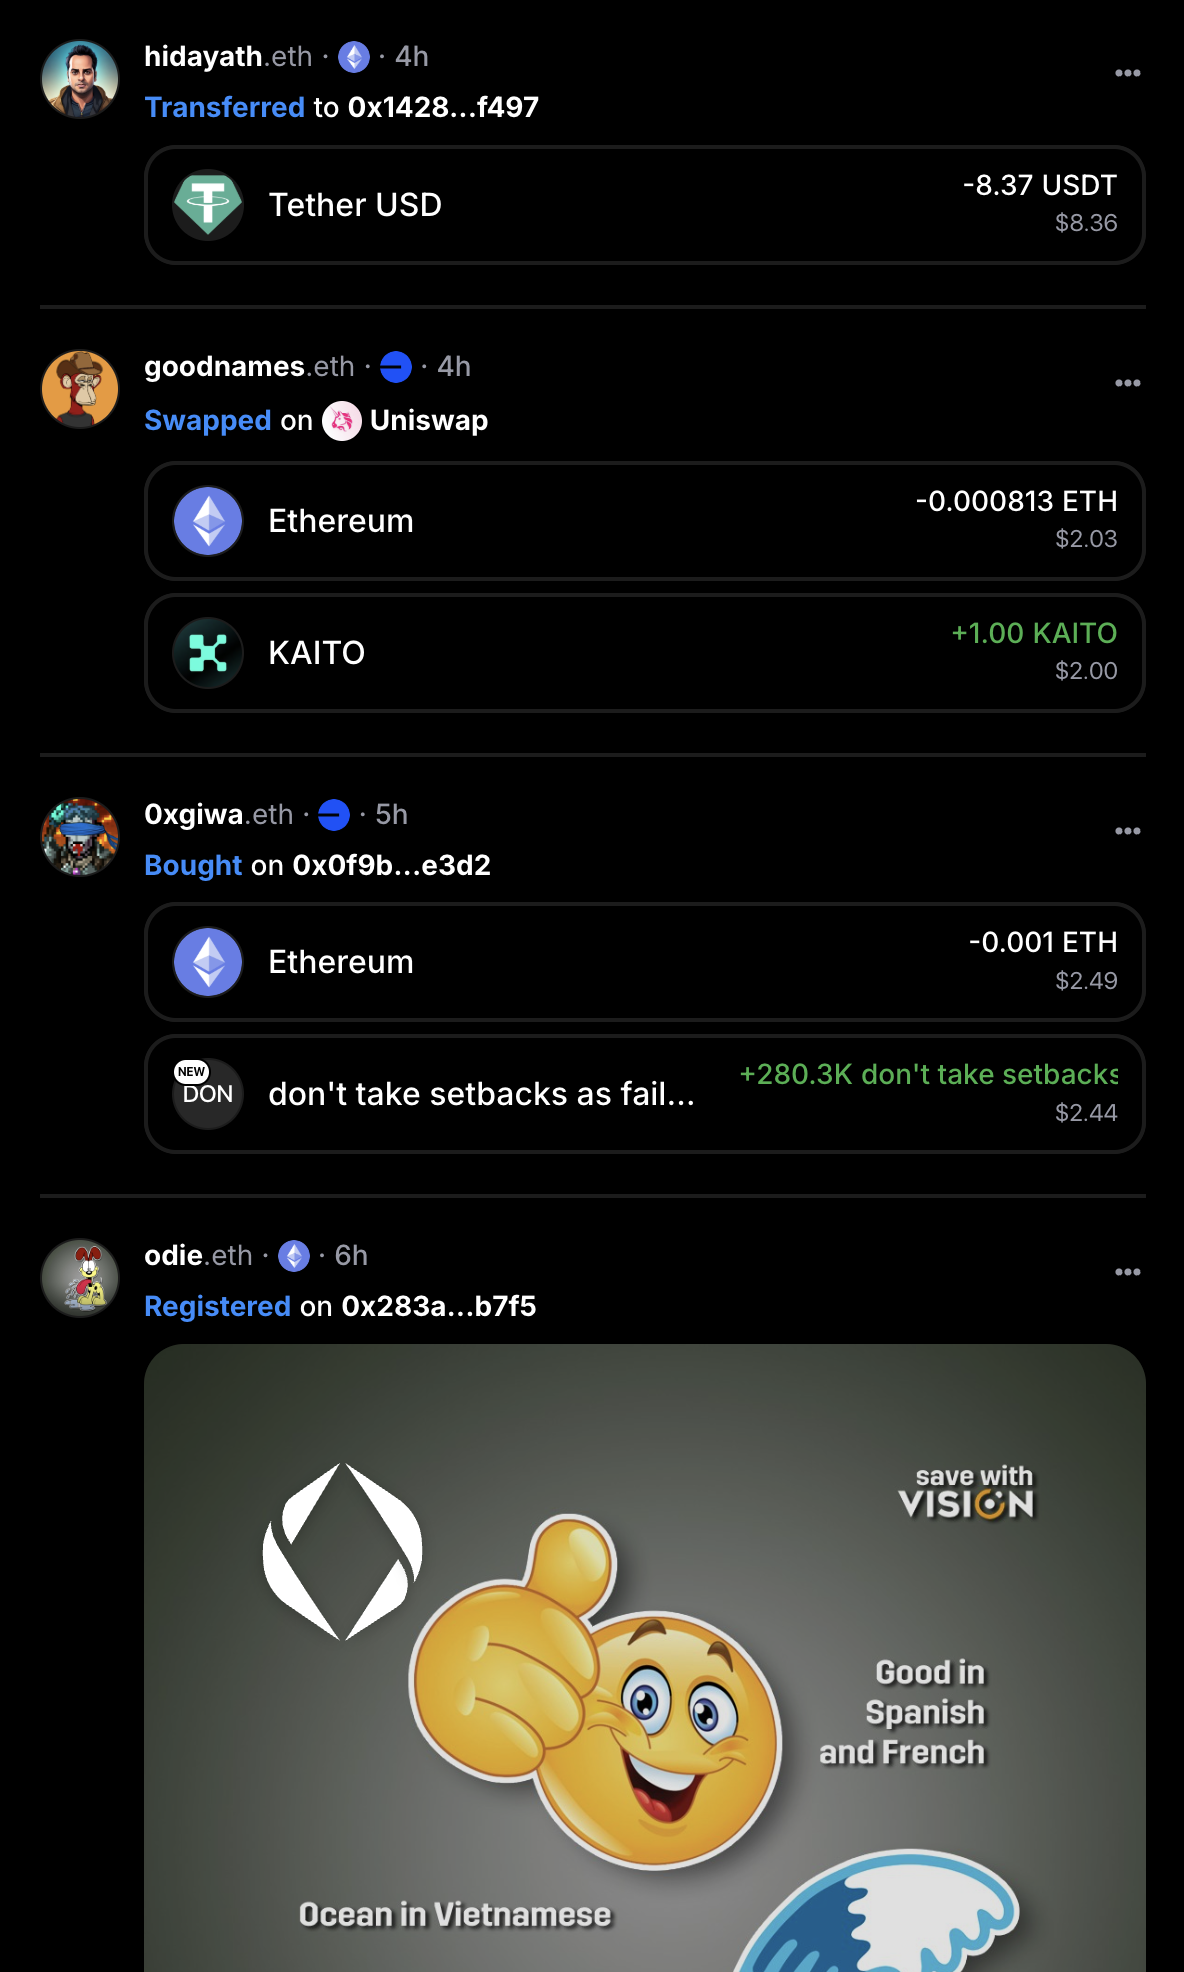 hidayath.eth · 4h
Transferred to 0x1428...f497
Tether USD
-8.37 USDT
$8.36
goodnames.eth · 4h
Swapped on Uniswap
Ethereum
-0.000813 ETH
$2.03
KAITO
+1.00 KAITO
$2.00
0xgiwa.eth · 5h
Bought on 0x0f9b...e3d2
Ethereum
-0.001 ETH
$2.49
NEW
DON
don't take setbacks as fail...
+280.3K don't take setbacks
$2.44
odie.eth · 6h
Registered on 0x283a...b7f5
save with
VISION
Good in
Spanish
and French
Ocean in Vietnamese